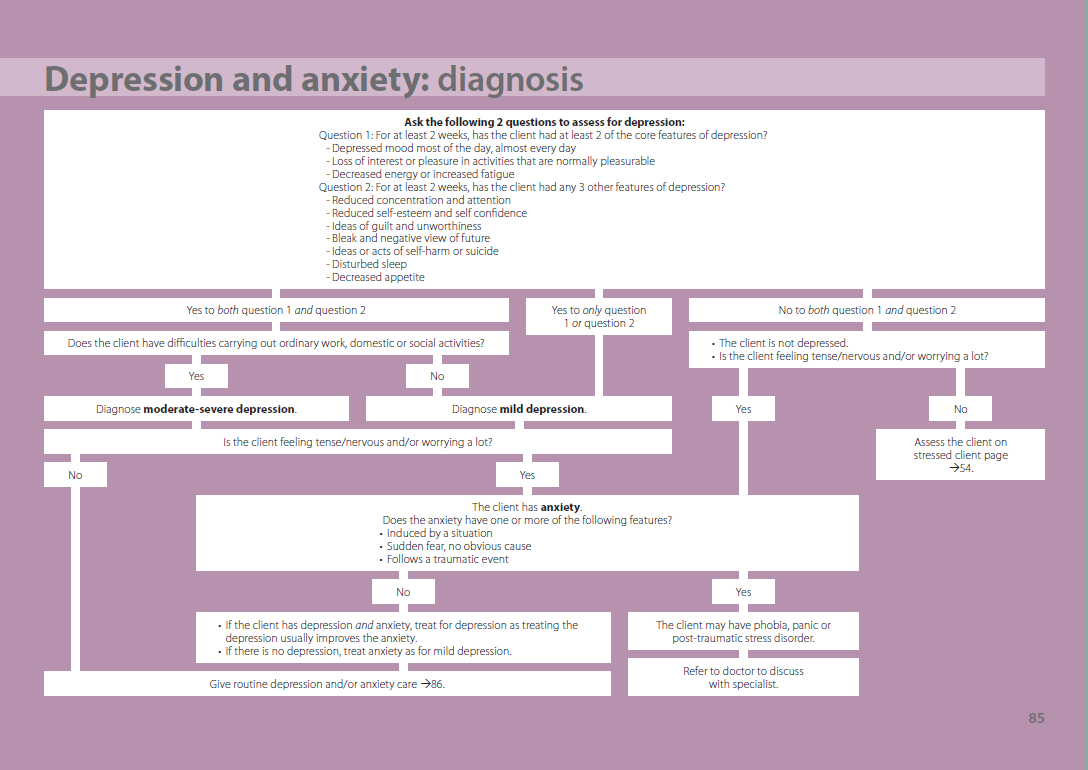 Depression and anxiety: diagnosis
Ask the following 2 questions to assess for depression:
Question 1: For at least 2 weeks, has the client had at least 2 of the core features of depression?
- Depressed mood most of the day, almost every day
- Loss of interest or pleasure in activities that are normally pleasurable
- Decreased energy or increased fatigue
Question 2: For at least 2 weeks, has the client had any 3 other features of depression?
- Reduced concentration and attention
- Reduced self-esteem and self confidence
- Ideas of guilt and unworthiness
- Bleak and negative view of future
- Ideas or acts of self-harm or suicide
- Disturbed sleep
- Decreased appetite
Yes to both question 1 and question 2
Yes to only question
1 or question 2
No to both question 1 and question 2
Does the client have difficulties carrying out ordinary work, domestic or social activities?
• The client is not depressed.
• Is the client feeling tense/nervous and/or worrying a lot?
Yes
No
Diagnose moderate-severe depression.
Diagnose mild depression.
Yes
No
Is the client feeling tense/nervous and/or worrying a lot?
Assess the client on
stressed client page
→54.
No
Yes
The client has anxiety.
Does the anxiety have one or more of the following features?
• Induced by a situation
• Sudden fear, no obvious cause
• Follows a traumatic event
No
Yes
• If the client has depression and anxiety, treat for depression as treating the
depression usually improves the anxiety.
• If there is no depression, treat anxiety as for mild depression.
The client may have phobia, panic or
post-traumatic stress disorder.
Refer to doctor to discuss
with specialist.
Give routine depression and/or anxiety care →86.
85